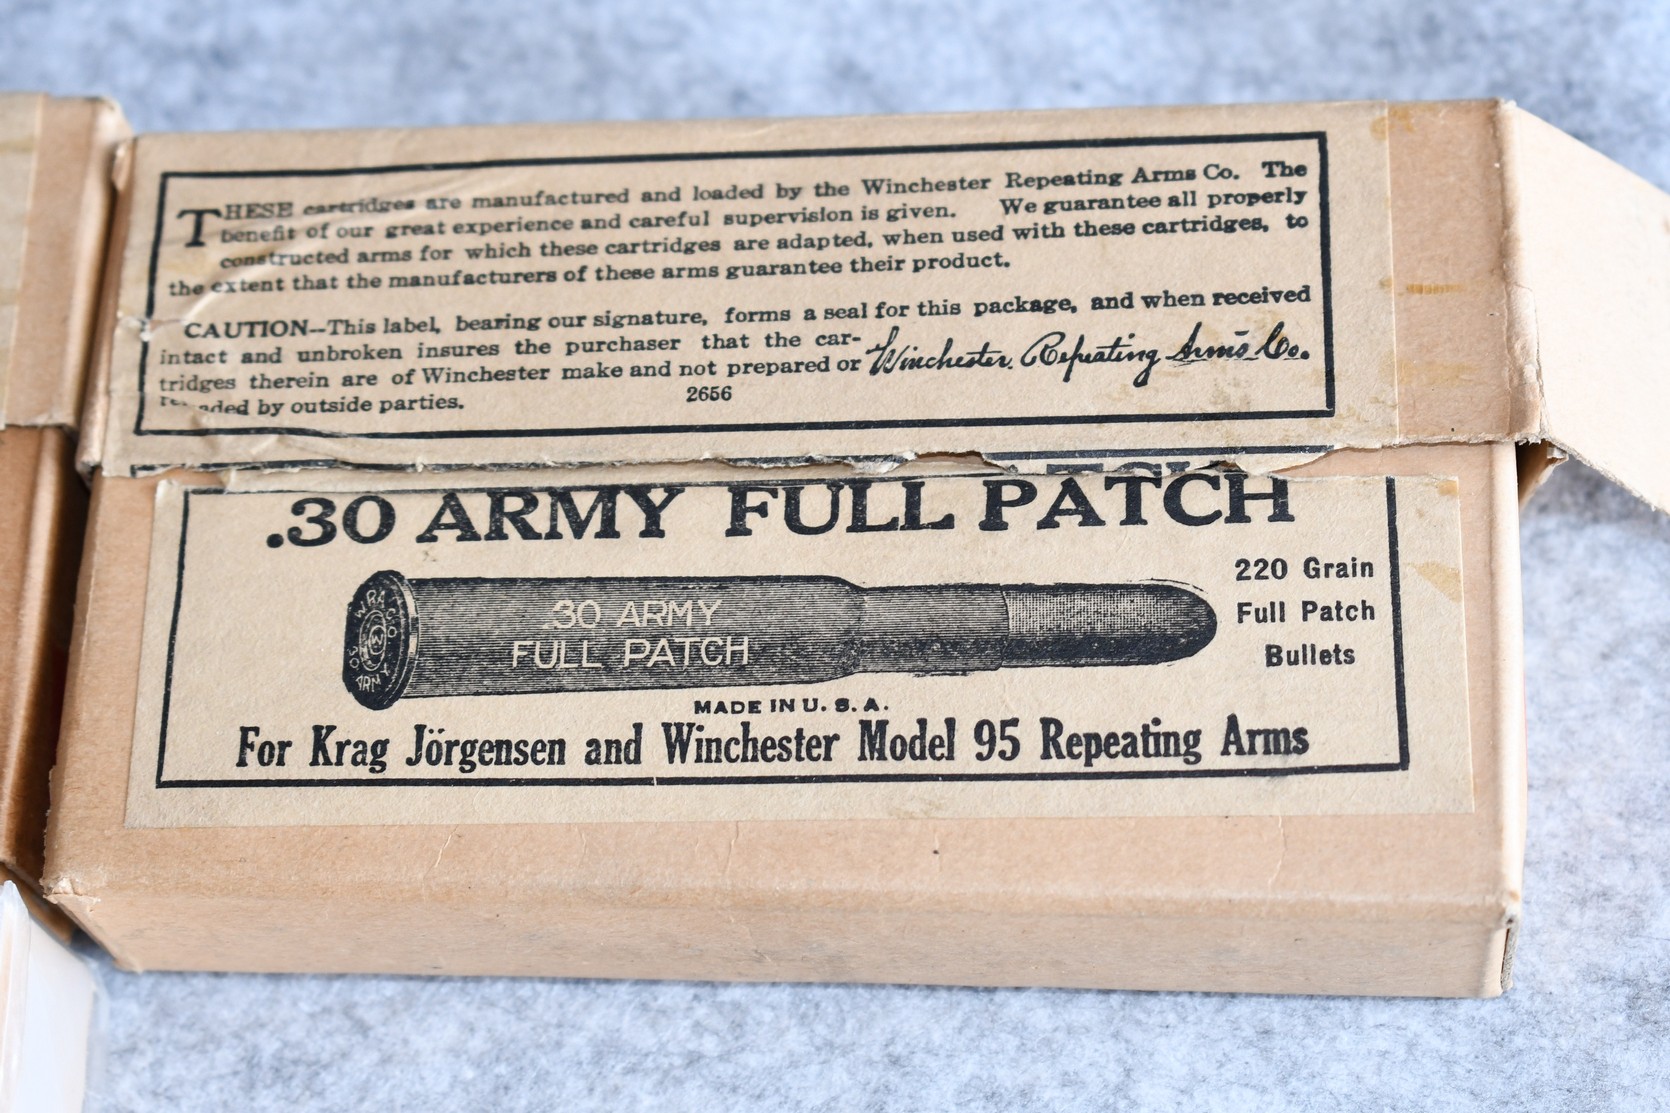 THESE cartridges are manufactured and loaded by the Winchester Repeating Arms Co. The
benefit of our great experience and careful supervision is given. We guarantee all properly
constructed arms for which these cartridges are adapted, when used with these cartridges, to
the extent that the manufacturers of these arms guarantee their product.
CAUTION--This label, bearing our signature, forms a seal for this package, and when received
intact and unbroken insures the purchaser that the car-
tridges therein are of Winchester make and not prepared or
Winchester Repeating Arms Co.
by outside parties.
2656
.30 ARMY FULL PATCH
220 Grain
Full Patch
Bullets
W.R.A. CO.
30
ARMY
.30 ARMY
FULL PATCH
MADE IN U. S. A.
For Krag Jörgensen and Winchester Model 95 Repeating Arms